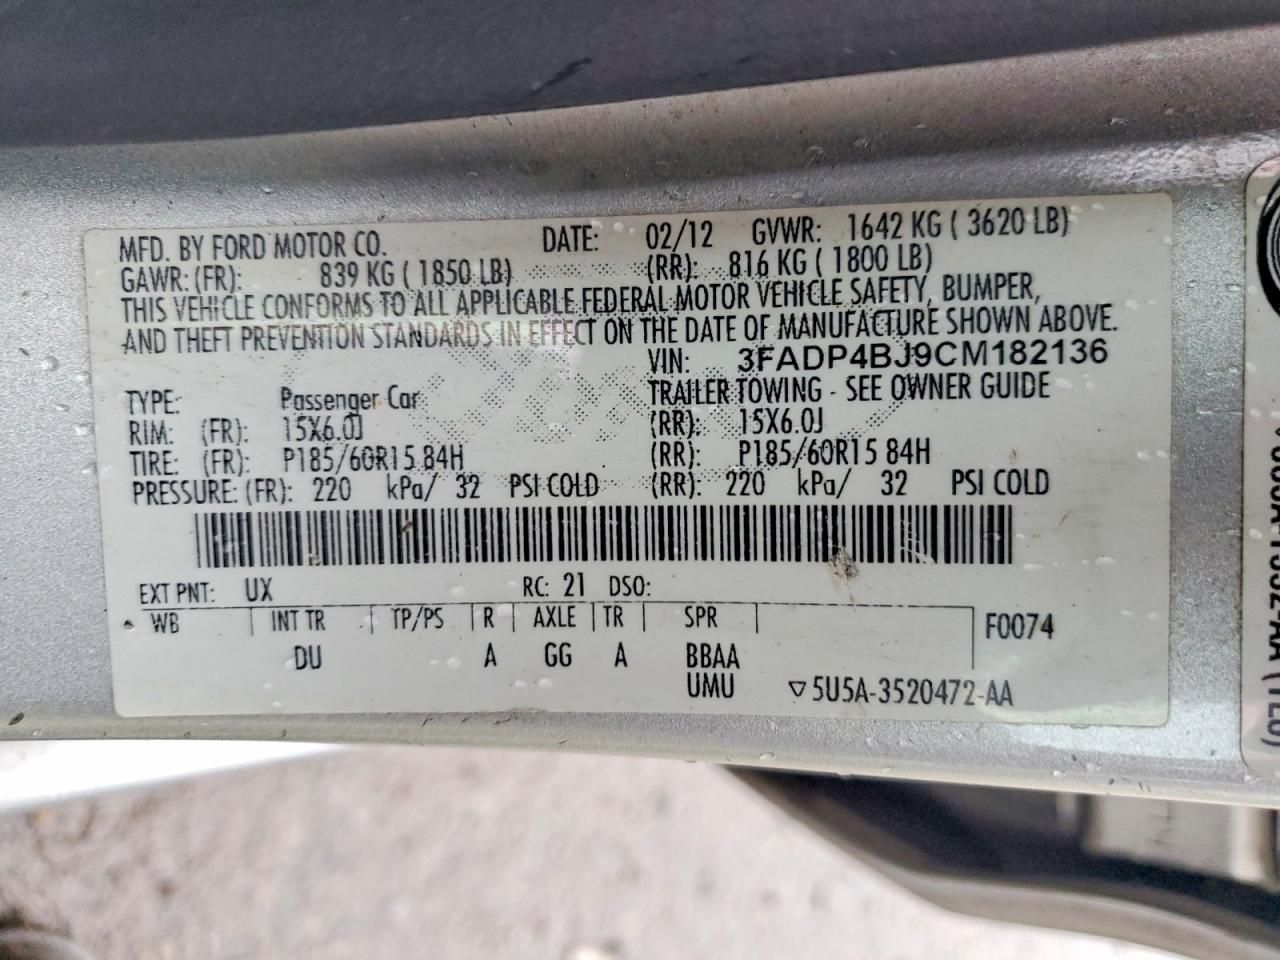 MFD. BY FORD MOTOR CO. DATE: 02/12 GVWR: 1642 KG ( 3620 LB)
GAWR: (FR): 839 KG ( 1850 LB) (RR): 816 KG ( 1800 LB)
THIS VEHICLE CONFORMS TO ALL APPLICABLE FEDERAL MOTOR VEHICLE SAFETY, BUMPER,
AND THEFT PREVENTION STANDARDS IN EFFECT ON THE DATE OF MANUFACTURE SHOWN ABOVE.
VIN: 3FADP4BJ9CM182136
TYPE: Passenger Car TRAILER TOWING - SEE OWNER GUIDE
RIM: (FR): 15X6.0J (RR): 15X6.0J
TIRE: (FR): P185/60R15 84H (RR): P185/60R15 84H
PRESSURE: (FR): 220 kPa/ 32 PSI COLD (RR): 220 kPa/ 32 PSI COLD
EXT PNT: UX RC: 21 DSO:
WB INT TR TP/PS R AXLE TR SPR F0074
DU A GG A BBAA
UMU ▽5U5A-3520472-AA